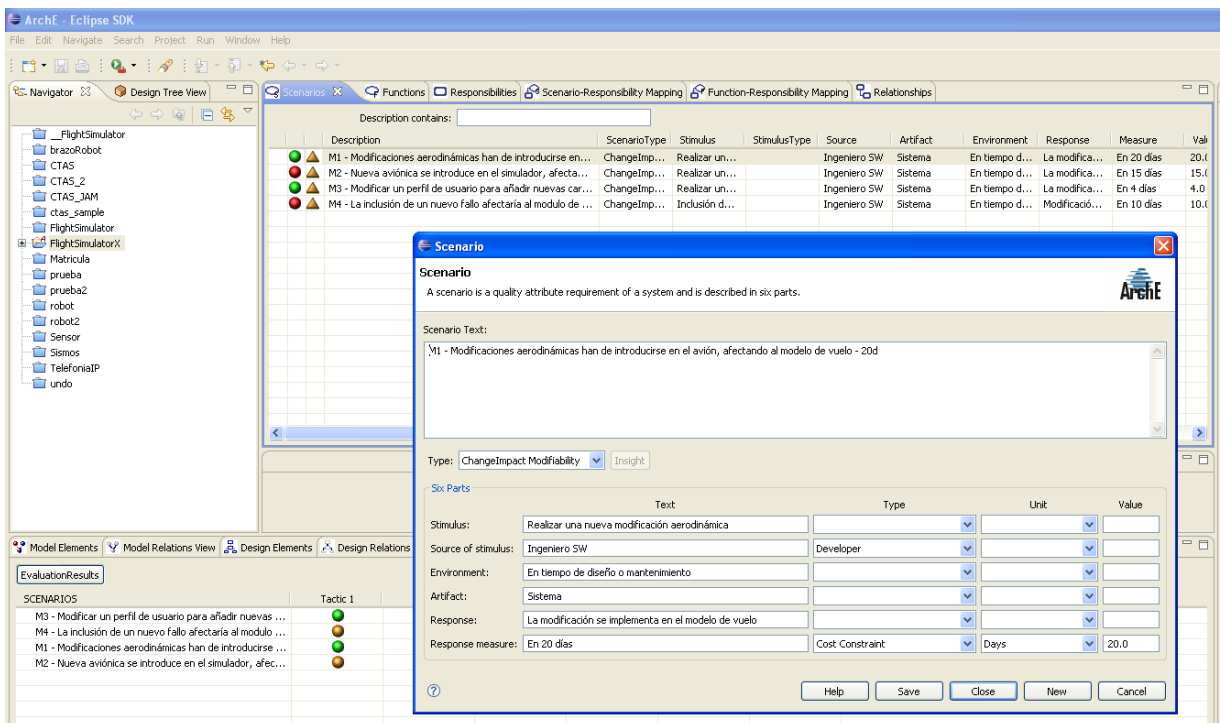 ArchE - Eclipse SDK
File Edit Navigate Search Project Run Window Help
Navigator Design Tree View
__FlightSimulator
brazoRobot
CTAS
CTAS_2
CTAS_JAM
ctas_sample
FlightSimulator
FlightSimulatorX
Matricula
prueba
prueba2
robot
robot2
Sensor
Sismos
TelefoniaIP
undo
Scenarios Functions Responsibilities Scenario-Responsibility Mapping Function-Responsibility Mapping Relationships
Description contains:
Description ScenarioType Stimulus StimulusType Source Artifact Environment Response Measure Val
M1 - Modificaciones aerodinámicas han de introducirse en... ChangeImp... Realizar un... Ingeniero SW Sistema En tiempo d... La modifica... En 20 días 20.0
M2 - Nueva aviónica se introduce en el simulador, afecta... ChangeImp... Realizar un... Ingeniero SW Sistema En tiempo d... La modifica... En 15 días 15.0
M3 - Modificar un perfil de usuario para añadir nuevas car... ChangeImp... Realizar un... Ingeniero SW Sistema En tiempo d... La modifica... En 4 días 4.0
M4 - La inclusión de un nuevo fallo afectaría al modulo de ... ChangeImp... Inclusión d... Ingeniero SW Sistema En tiempo d... Modificació... En 10 días 10.0
Scenario
Scenario
A scenario is a quality attribute requirement of a system and is described in six parts.
ArchE
Scenario Text:
M1 - Modificaciones aerodinámicas han de introducirse en el avión, afectando al modelo de vuelo - 20d
Type: ChangeImpact Modifiability Insight
Six Parts
Text Type Unit Value
Stimulus: Realizar una nueva modificación aerodinámica
Source of stimulus: Ingeniero SW Developer
Environment: En tiempo de diseño o mantenimiento
Artifact: Sistema
Response: La modificación se implementa en el modelo de vuelo
Response measure: En 20 días Cost Constraint Days 20.0
Help Save Close New Cancel
Model Elements Model Relations View Design Elements Design Relations
EvaluationResults
SCENARIOS Tactic 1
M3 - Modificar un perfil de usuario para añadir nuevas ...
M4 - La inclusión de un nuevo fallo afectaría al modulo ...
M1 - Modificaciones aerodinámicas han de introducirse ...
M2 - Nueva aviónica se introduce en el simulador, afec...